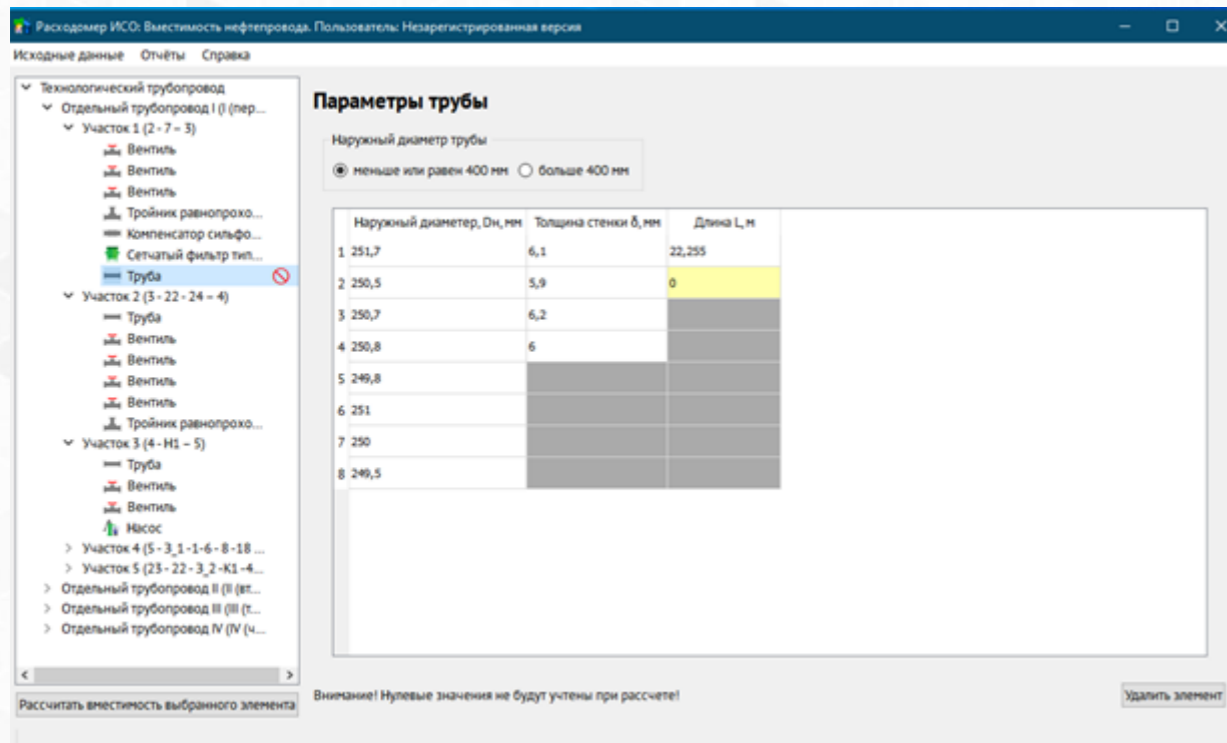 Расходомер ИСО: Вместимость нефтепровода. Пользователь: Незарегистрированная версия
Исходные данные Отчёты Справка
Технологический трубопровод
Отдельный трубопровод I (I (пер...
Участок 1 (2 - 7 – 3)
Вентиль
Вентиль
Вентиль
Тройник равнопрохо...
Компенсатор сильфо...
Сетчатый фильтр тип...
Труба
Участок 2 (3 - 22 - 24 – 4)
Труба
Вентиль
Вентиль
Вентиль
Вентиль
Тройник равнопрохо...
Участок 3 (4 - Н1 – 5)
Труба
Вентиль
Вентиль
Насос
Участок 4 (5 - 3_1 -1-6 - 8 -18 ...
Участок 5 (23 - 22 - 3_2 -К1 -4...
Отдельный трубопровод II (II (вт...
Отдельный трубопровод III (III (т...
Отдельный трубопровод IV (IV (ч...
Рассчитать вместимость выбранного элемента
Параметры трубы
Наружный диаметр трубы
меньше или равен 400 мм больше 400 мм
Наружный диаметер, Dн, мм Толщина стенки δ, мм Длина L, м
1 251,7 6,1 22,255
2 250,5 5,9 0
3 250,7 6,2
4 250,8 6
5 249,8
6 251
7 250
8 249,5
Внимание! Нулевые значения не будут учтены при рассчете!
Удалить элемент